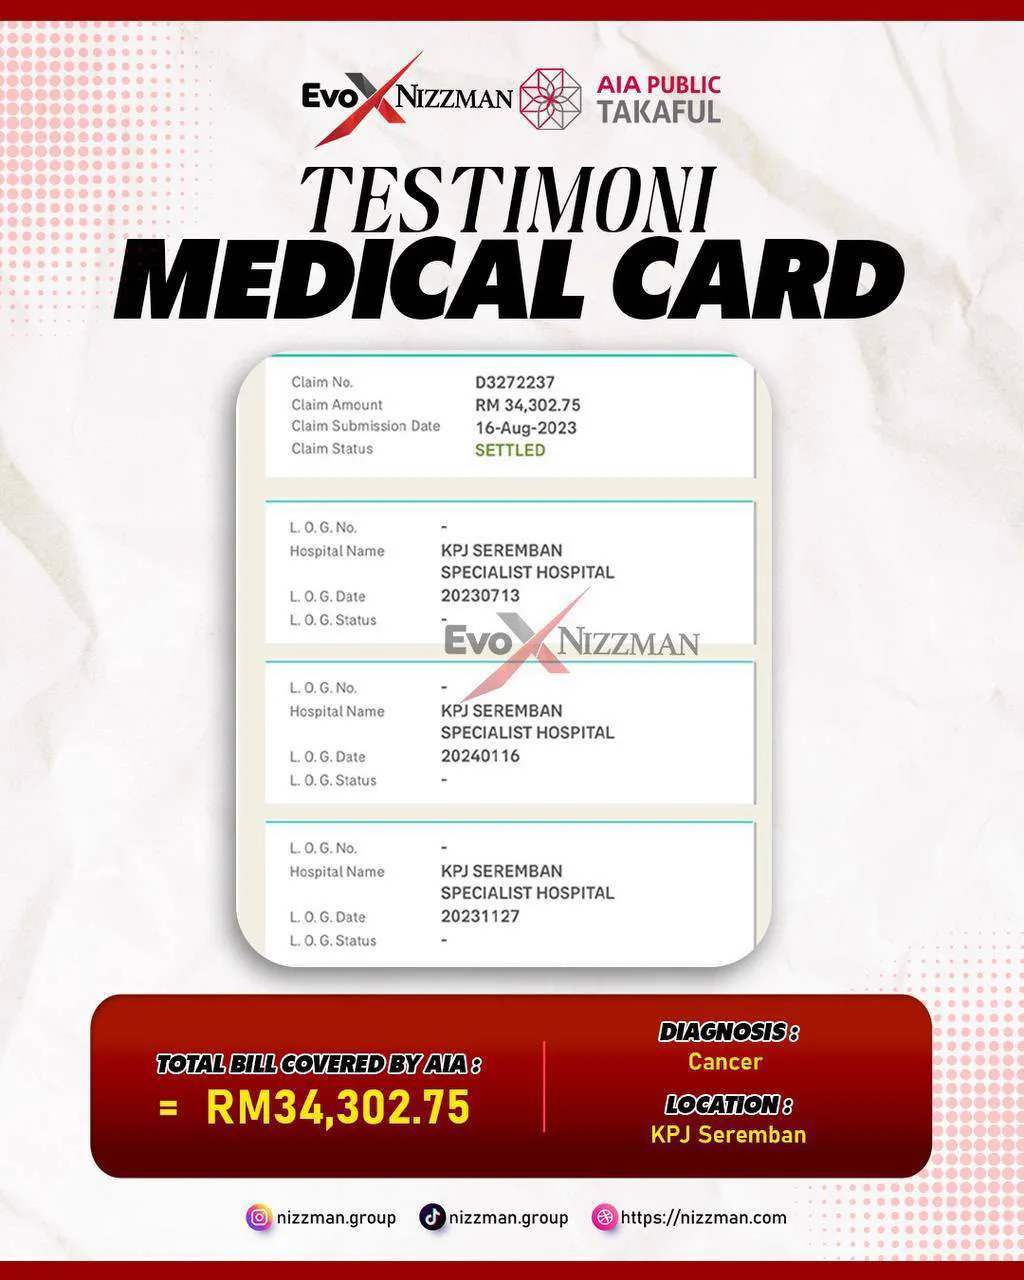 EvoX NIZZMAN
AIA PUBLIC
TAKAFUL
TESTIMONI
MEDICAL CARD
Claim No. D3272237
Claim Amount RM 34,302.75
Claim Submission Date 16-Aug-2023
Claim Status SETTLED
L. O. G. No. -
Hospital Name KPJ SEREMBAN
SPECIALIST HOSPITAL
L. O. G. Date 20230713
L. O. G. Status -
EvoX NIZZMAN
L. O. G. No. -
Hospital Name KPJ SEREMBAN
SPECIALIST HOSPITAL
L. O. G. Date 20240116
L. O. G. Status -
L. O. G. No. -
Hospital Name KPJ SEREMBAN
SPECIALIST HOSPITAL
L. O. G. Date 20231127
L. O. G. Status -
TOTAL BILL COVERED BY AIA :
= RM34,302.75
DIAGNOSIS :
Cancer
LOCATION :
KPJ Seremban
nizzman.group nizzman.group https://nizzman.com